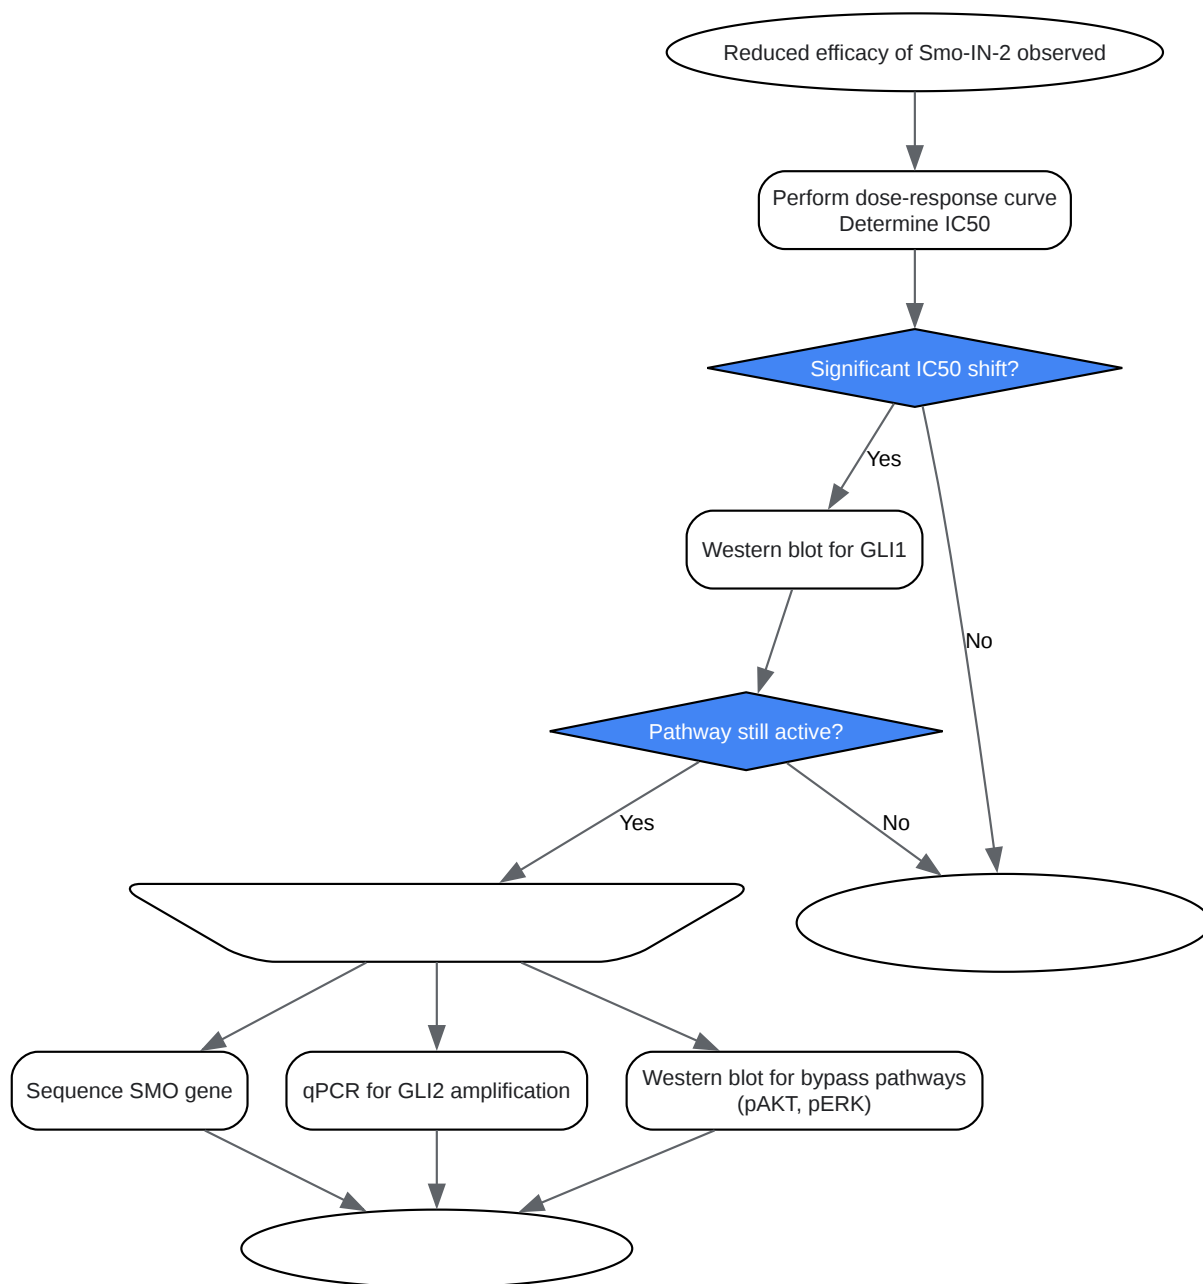 Reduced efficacy of Smo-IN-2 observed
Perform dose-response curve
Determine IC50
Significant IC50 shift?
Yes
Western blot for GLI1
No
Pathway still active?
Yes
No
Sequence SMO gene
qPCR for GLI2 amplification
Western blot for bypass pathways
(pAKT, pERK)